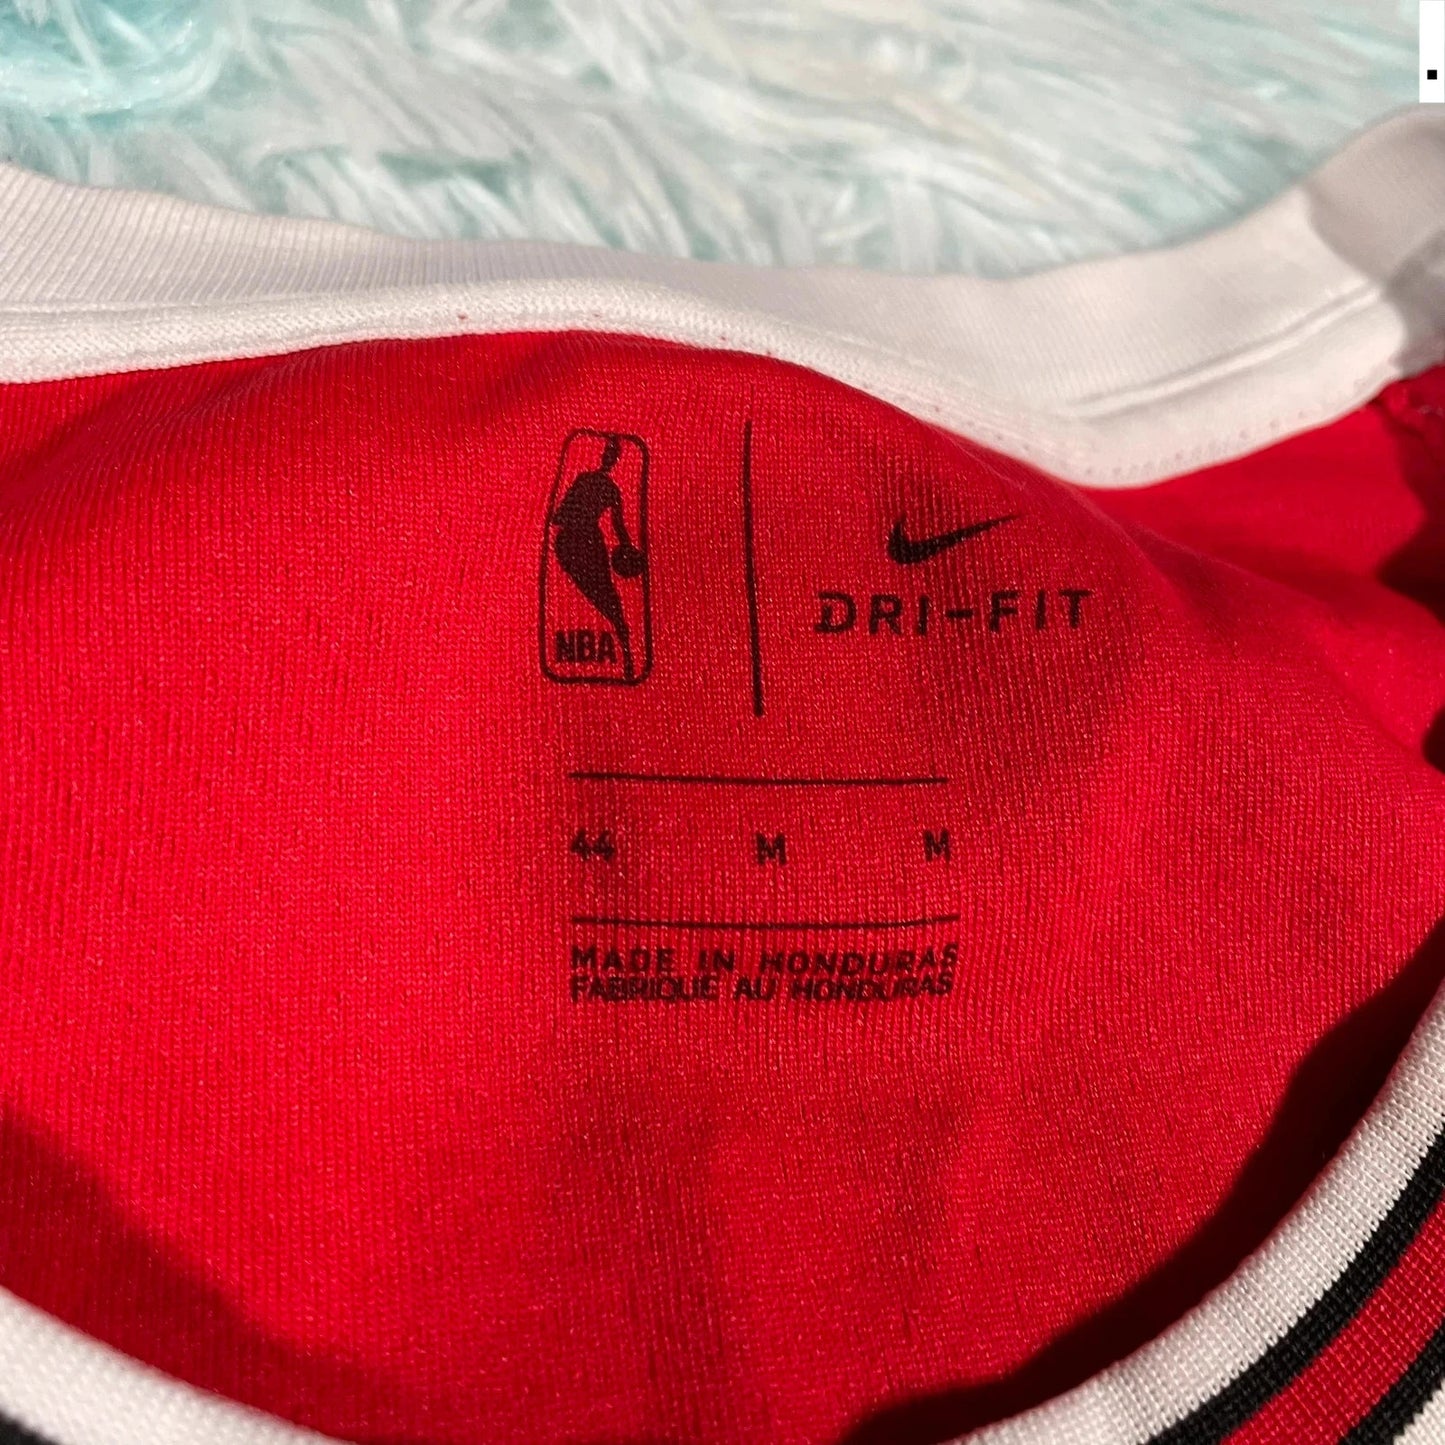 NBA
DRI-FIT
44 M M
MADE IN HONDURAS
FABRIQUE AU HONDURAS
.